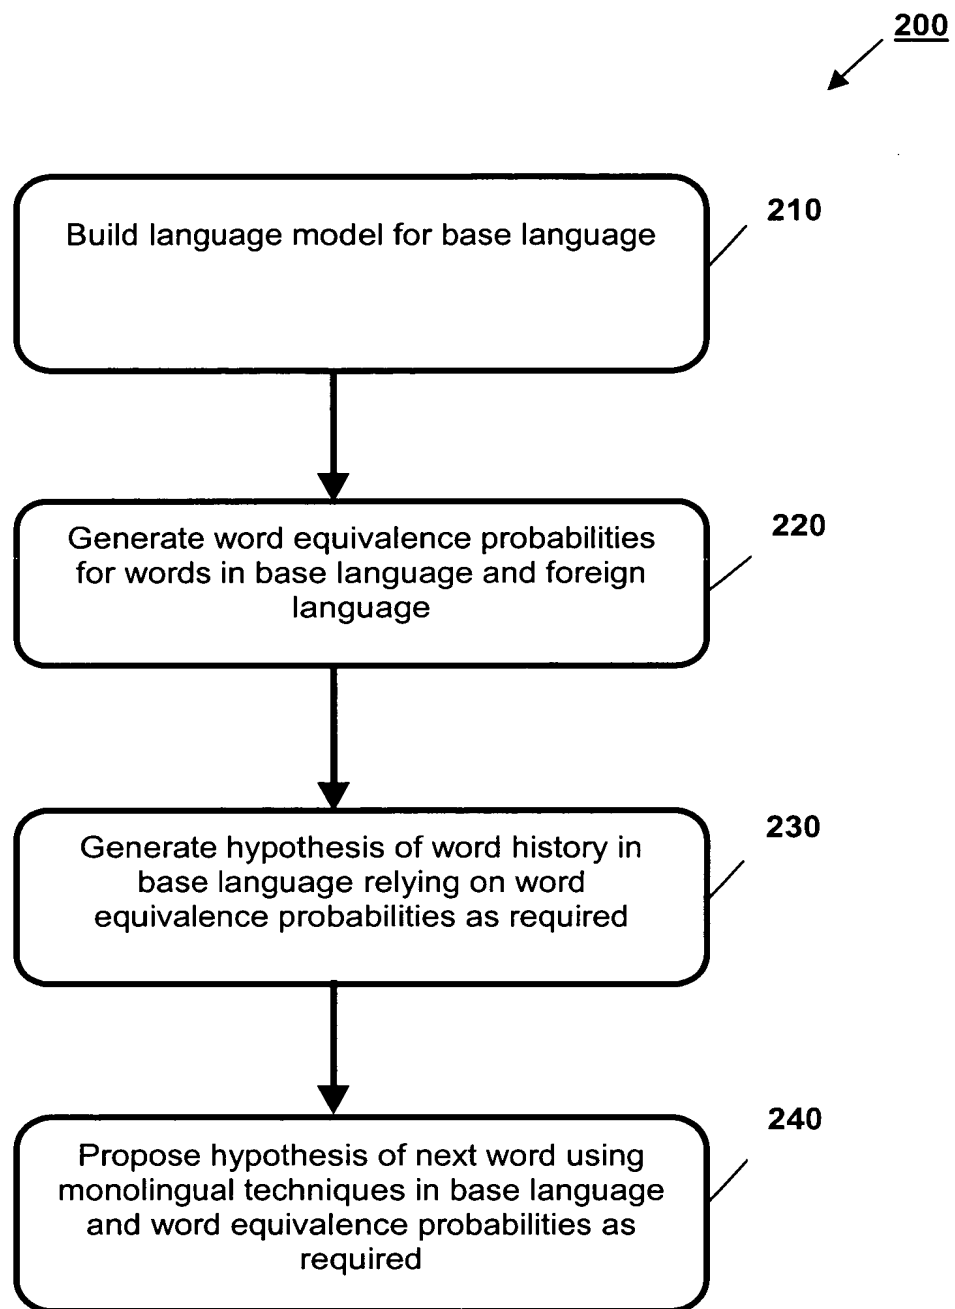 200
Build language model for base language
210
Generate word equivalence probabilities
for words in base language and foreign
language
220
Generate hypothesis of word history in
base language relying on word
equivalence probabilities as required
230
Propose hypothesis of next word using
monolingual techniques in base language
and word equivalence probabilities as
required
240